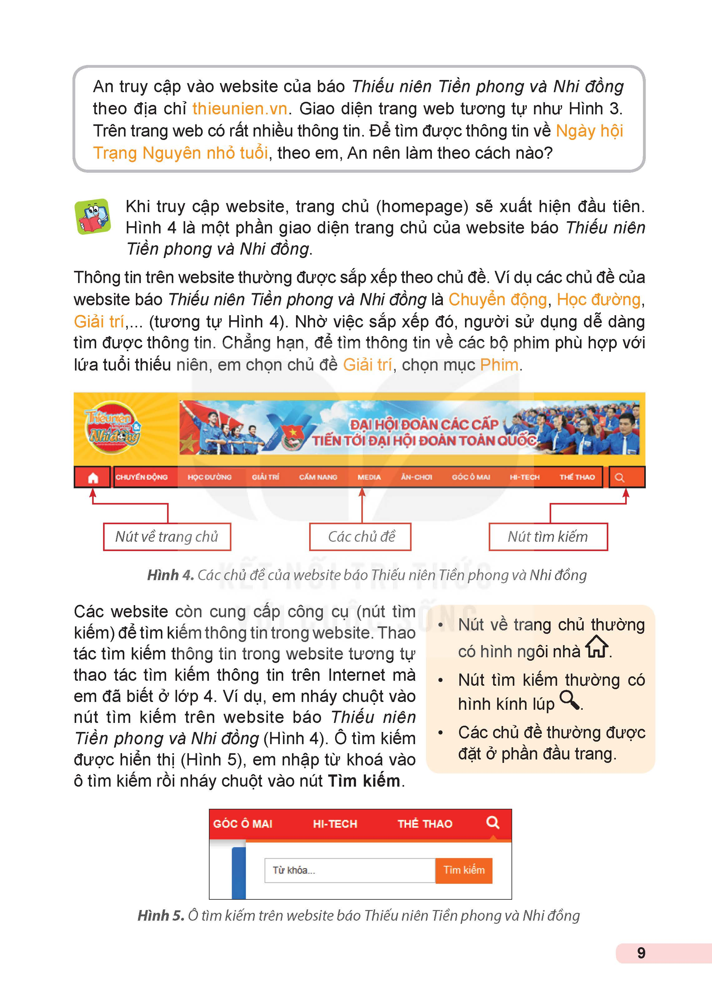 An truy cập vào website của báo Thiếu niên Tiền phong và Nhi đồng
theo địa chỉ thieunien.vn. Giao diện trang web tương tự như Hình 3.
Trên trang web có rất nhiều thông tin. Để tìm được thông tin về Ngày hội
Trạng Nguyên nhỏ tuổi, theo em, An nên làm theo cách nào?
Khi truy cập website, trang chủ (homepage) sẽ xuất hiện đầu tiên.
Hình 4 là một phần giao diện trang chủ của website báo Thiếu niên
Tiền phong và Nhi đồng.
Thông tin trên website thường được sắp xếp theo chủ đề. Ví dụ các chủ đề của
website báo Thiếu niên Tiền phong và Nhi đồng là Chuyển động, Học đường,
Giải trí,... (tương tự Hình 4). Nhờ việc sắp xếp đó, người sử dụng dễ dàng
tìm được thông tin. Chẳng hạn, để tìm thông tin về các bộ phim phù hợp với
lứa tuổi thiếu niên, em chọn chủ đề Giải trí, chọn mục Phim.
Thiếu niên
& Nhi đồng
ĐẠI HỘI ĐOÀN CÁC CẤP
TIẾN TỚI ĐẠI HỘI ĐOÀN TOÀN QUỐC
CHUYỂN ĐỘNG HỌC ĐƯỜNG GIẢI TRÍ CẨM NANG MEDIA ĂN-CHƠI GÓC Ô MAI HI-TECH THỂ THAO
Nút về trang chủ Các chủ đề Nút tìm kiếm
KẾT NỐI TRI THỨC
VỚI CUỘC SỐNG
Hình 4. Các chủ đề của website báo Thiếu niên Tiền phong và Nhi đồng
Các website còn cung cấp công cụ (nút tìm
kiếm) để tìm kiếm thông tin trong website. Thao
tác tìm kiếm thông tin trong website tương tự
thao tác tìm kiếm thông tin trên Internet mà
em đã biết ở lớp 4. Ví dụ, em nháy chuột vào
nút tìm kiếm trên website báo Thiếu niên
Tiền phong và Nhi đồng (Hình 4). Ô tìm kiếm
được hiển thị (Hình 5), em nhập từ khoá vào
ô tìm kiếm rồi nháy chuột vào nút Tìm kiếm.
• Nút về trang chủ thường
có hình ngôi nhà .
• Nút tìm kiếm thường có
hình kính lúp .
• Các chủ đề thường được
đặt ở phần đầu trang.
GÓC Ô MAI HI-TECH THỂ THAO
Từ khóa... Tìm kiếm
Hình 5. Ô tìm kiếm trên website báo Thiếu niên Tiền phong và Nhi đồng
9